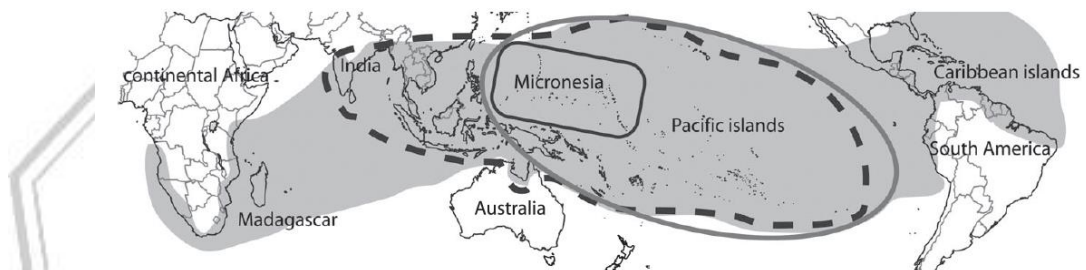 continental Africa
India
Micronesia
Caribbean islands
Pacific islands
South America
Madagascar
Australia